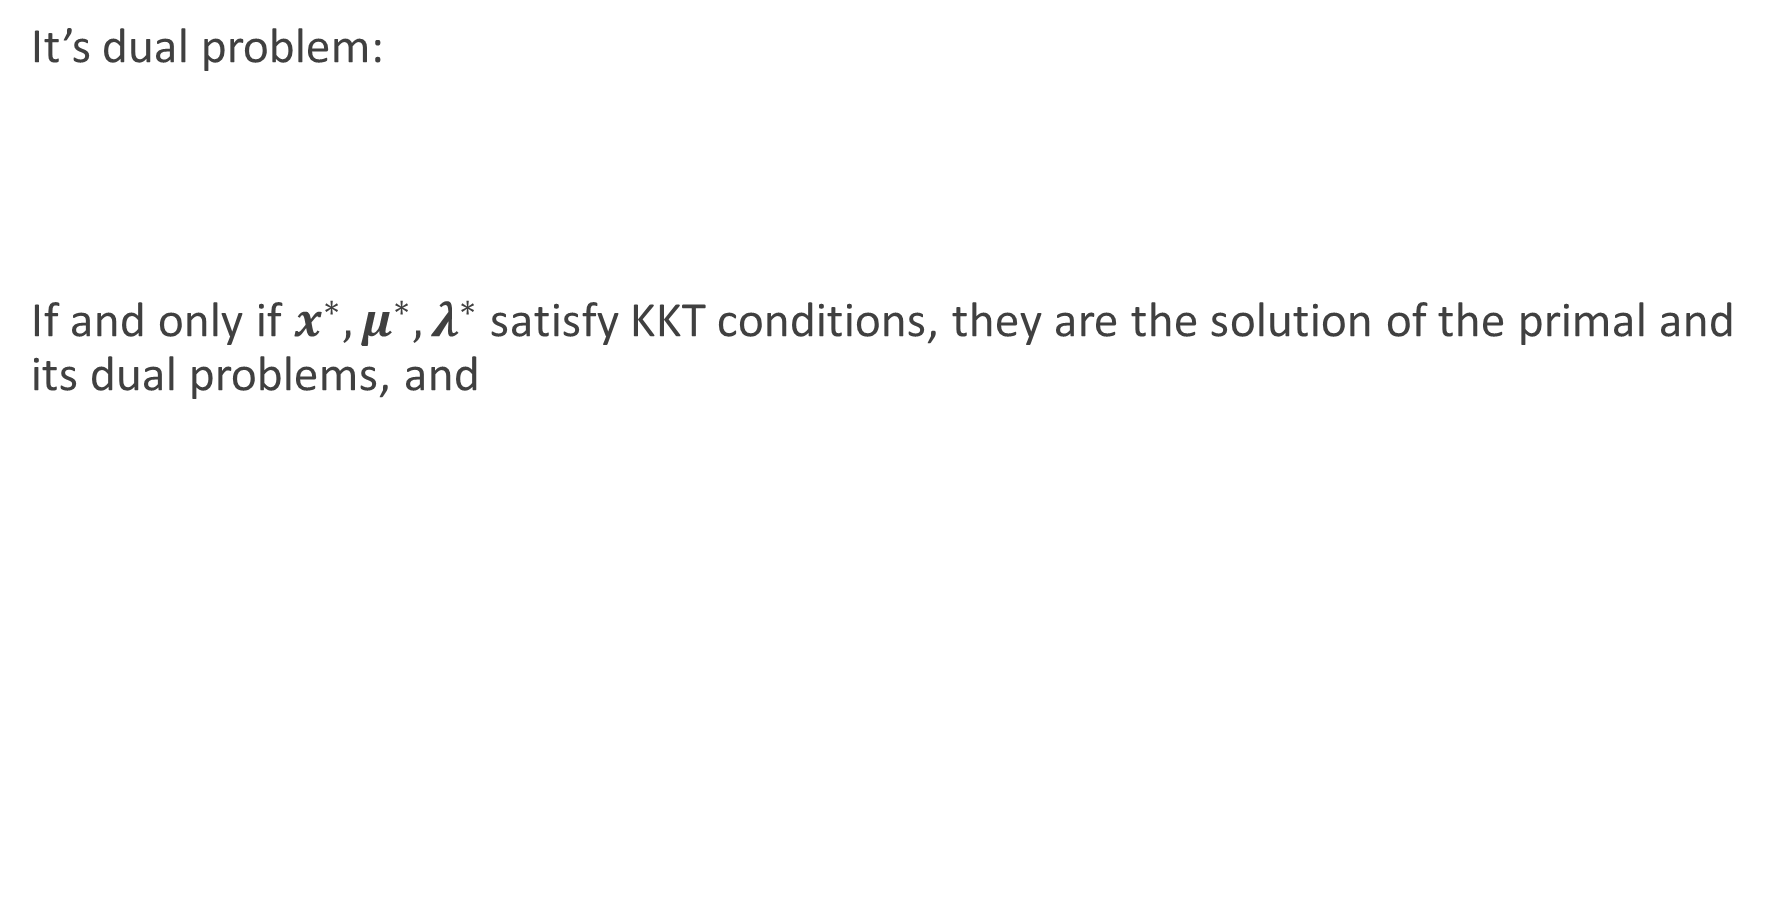 It’s dual problem:
If and only if 𝒙*, 𝝁*, 𝝀* satisfy KKT conditions, they are the solution of the primal and
its dual problems, and